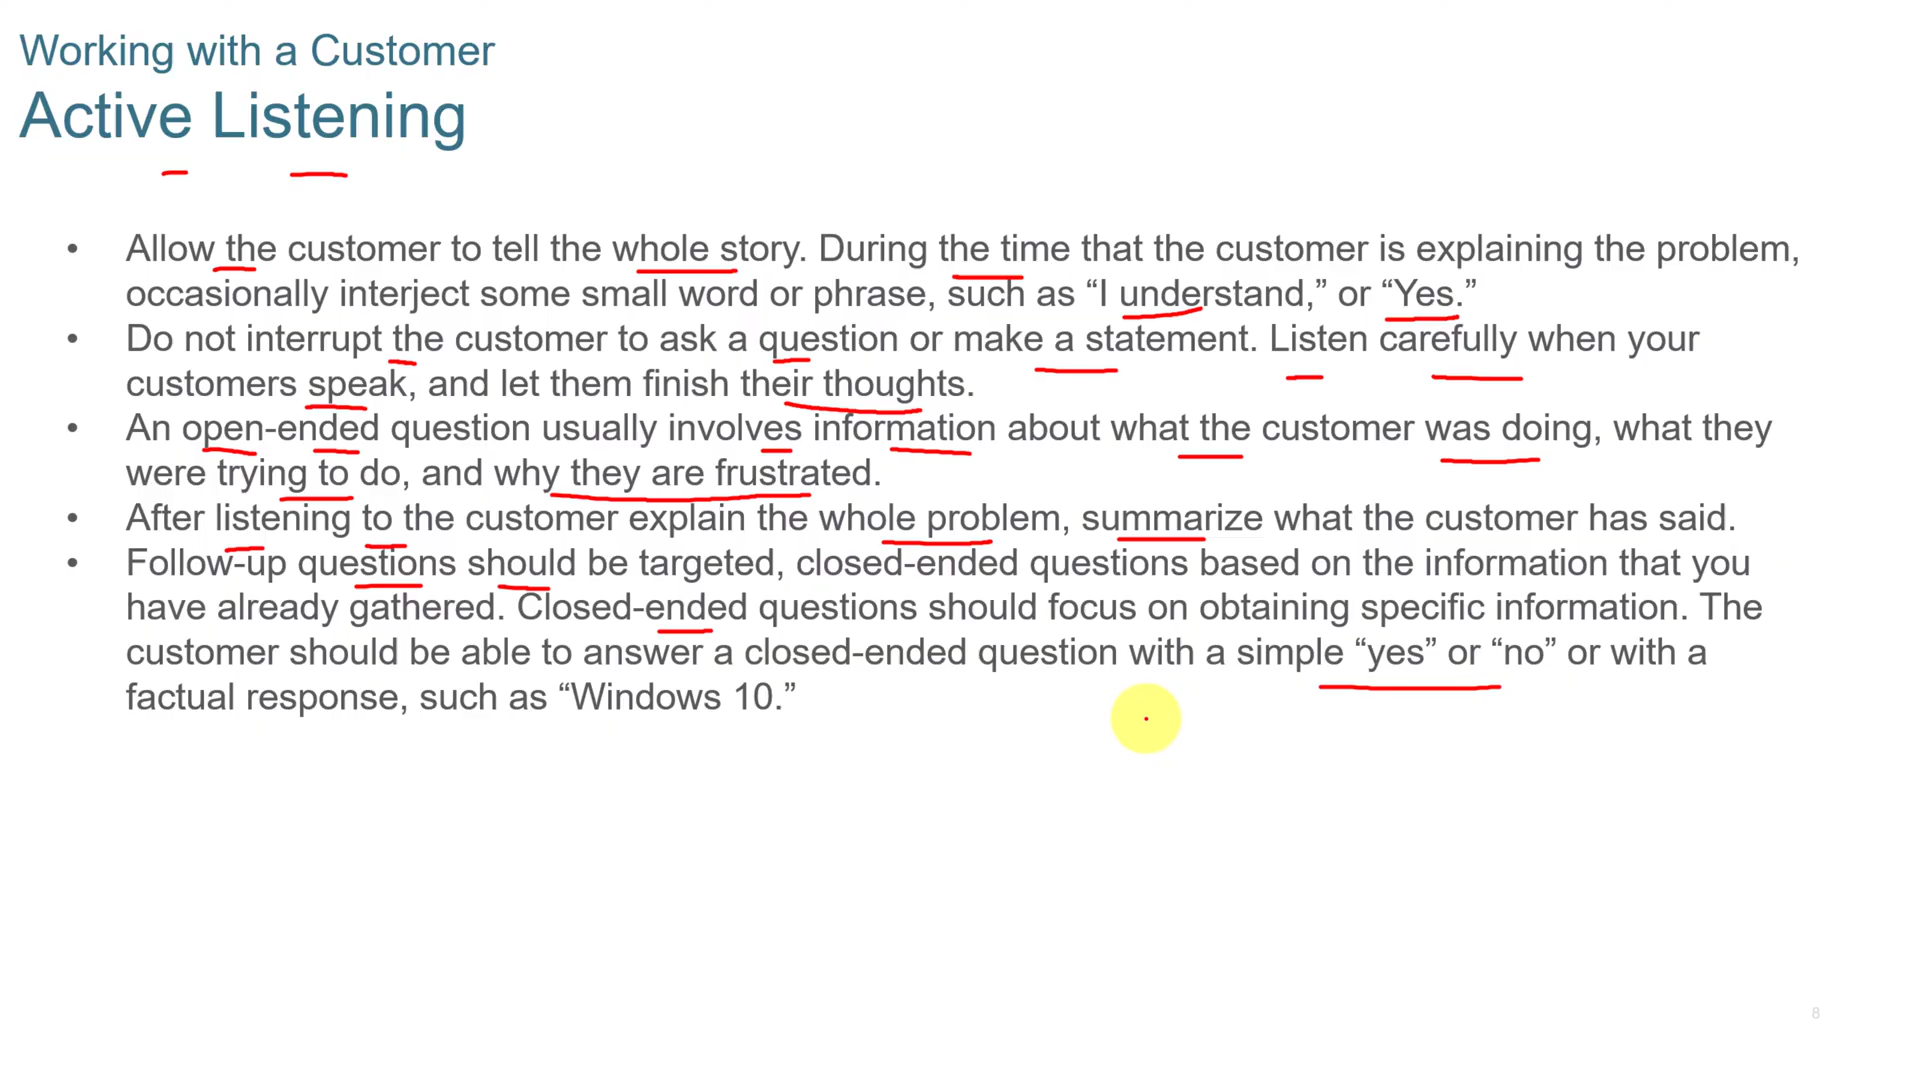 Working with a Customer
Active Listening
• Allow the customer to tell the whole story. During the time that the customer is explaining the problem,
occasionally interject some small word or phrase, such as “I understand,” or “Yes.”
• Do not interrupt the customer to ask a question or make a statement. Listen carefully when your
customers speak, and let them finish their thoughts.
• An open-ended question usually involves information about what the customer was doing, what they
were trying to do, and why they are frustrated.
• After listening to the customer explain the whole problem, summarize what the customer has said.
• Follow-up questions should be targeted, closed-ended questions based on the information that you
have already gathered. Closed-ended questions should focus on obtaining specific information. The
customer should be able to answer a closed-ended question with a simple “yes” or “no” or with a
factual response, such as “Windows 10.”
8